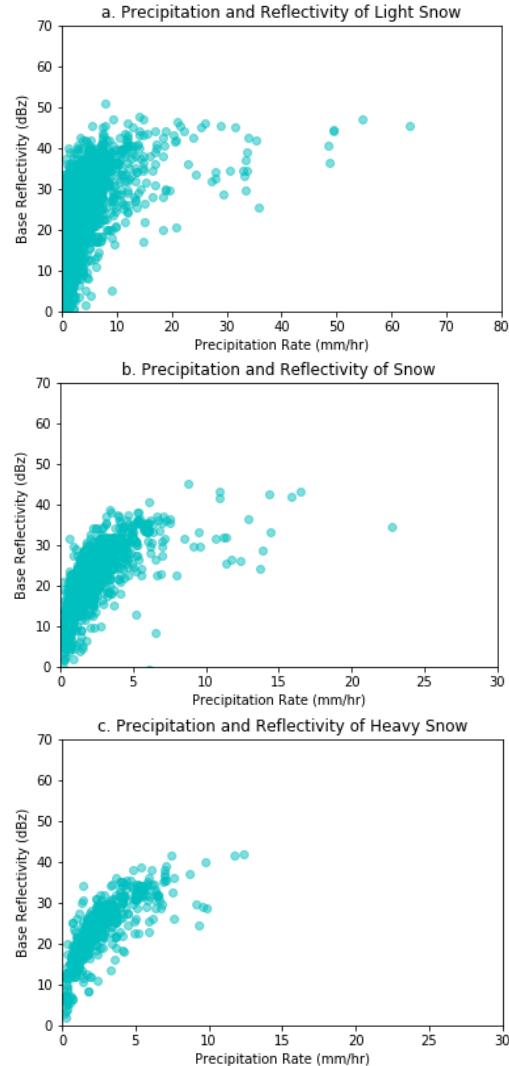 a. Precipitation and Reflectivity of Light Snow
70
60
50
40
30
20
10
0
Base Reflectivity (dBz)
0 10 20 30 40 50 60 70 80
Precipitation Rate (mm/hr)
b. Precipitation and Reflectivity of Snow
70
60
50
40
30
20
10
0
Base Reflectivity (dBz)
0 5 10 15 20 25 30
Precipitation Rate (mm/hr)
c. Precipitation and Reflectivity of Heavy Snow
70
60
50
40
30
20
10
0
Base Reflectivity (dBz)
0 5 10 15 20 25 30
Precipitation Rate (mm/hr)